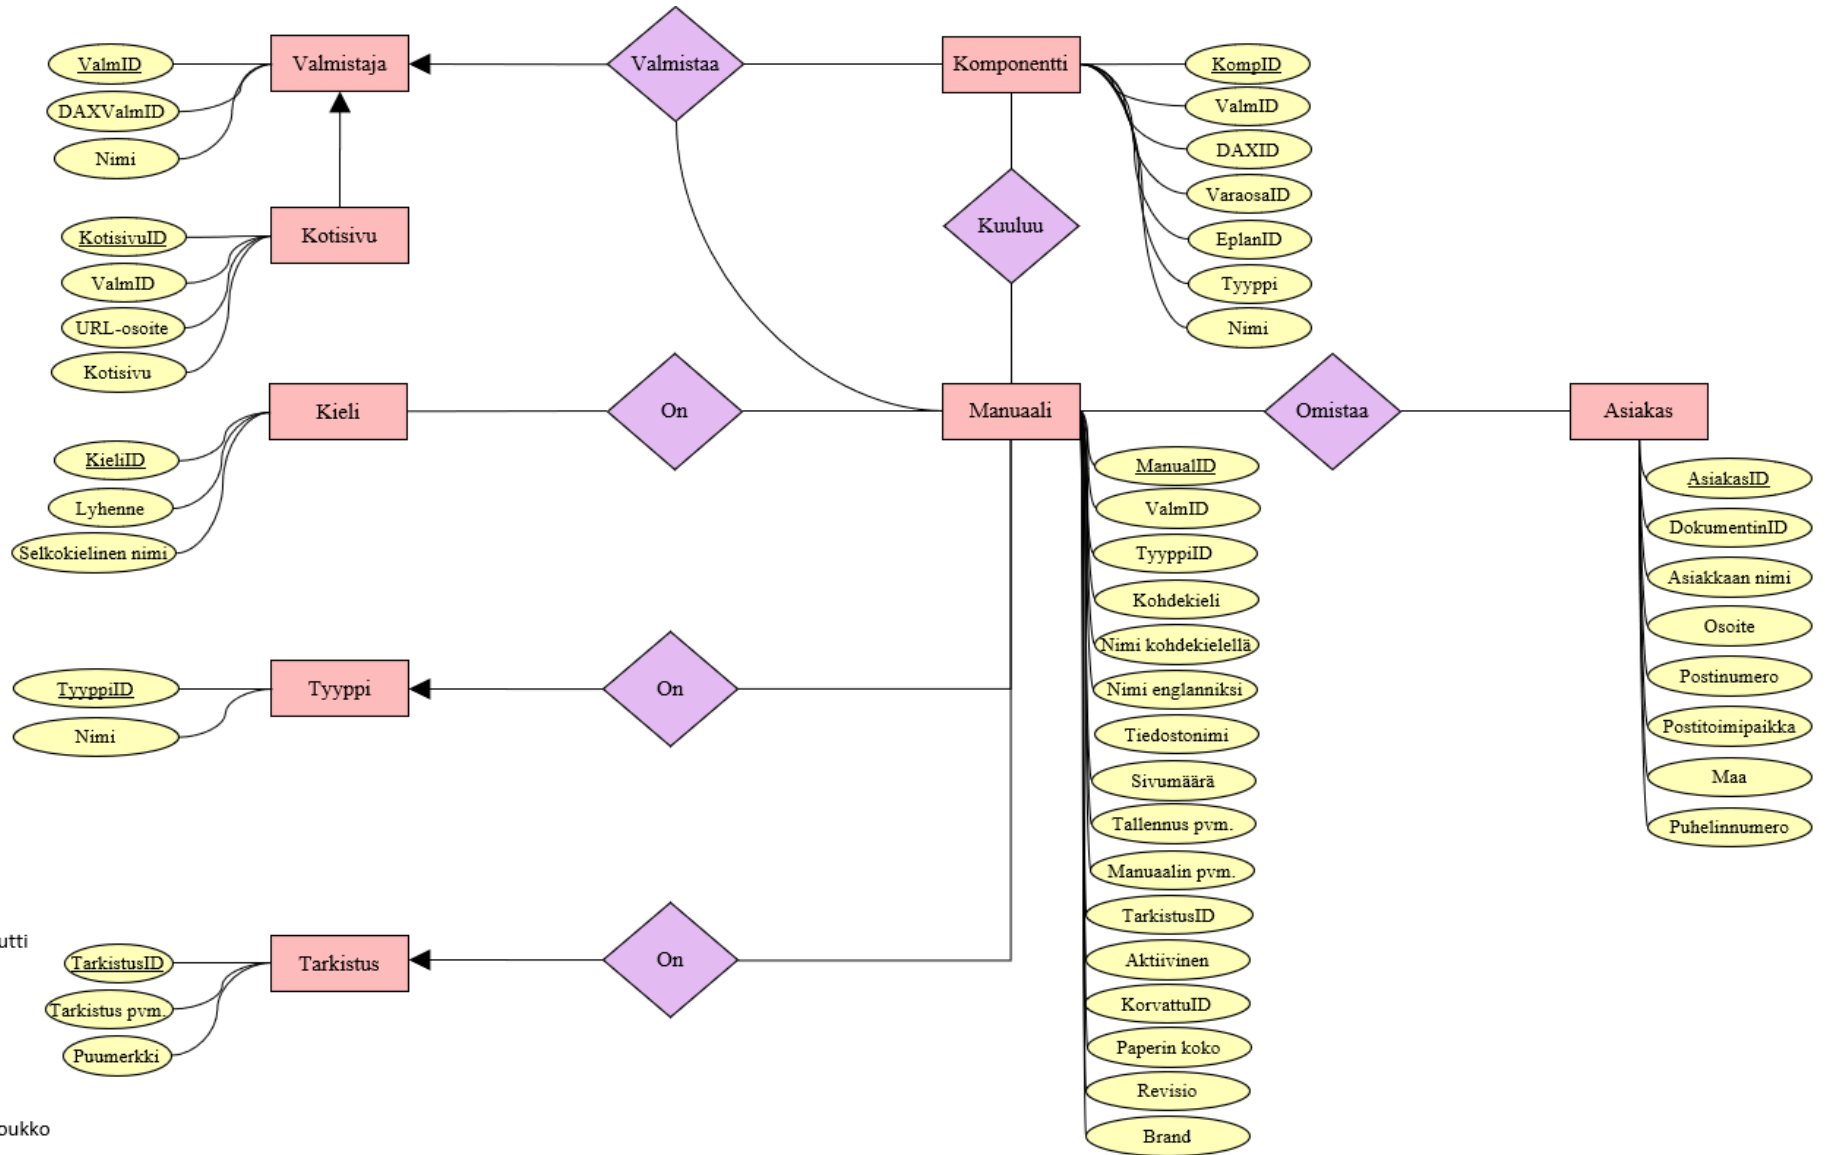 Valmistaja
ValmID
DAXValmID
Nimi
Valmistaa
Komponentti
KompID
ValmID
DAXID
VaraosaID
EplanID
Tyyppi
Nimi
Kotisivu
KotisivuID
ValmID
URL-osoite
Kotisivu
Kuuluu
Kieli
KieliID
Lyhenne
Selkokielinen nimi
On
Manuaali
ManualID
ValmID
TyyppiID
Kohdekieli
Nimi kohdekielellä
Nimi englanniksi
Tiedostonimi
Sivumäärä
Tallennus pvm.
Manuaalin pvm.
TarkistusID
Aktiivinen
KorvattuID
Paperin koko
Revisio
Brand
Omistaa
Asiakas
AsiakasID
DokumentinID
Asiakkaan nimi
Osoite
Postinumero
Postitoimipaikka
Maa
Puhelinnumero
Tyyppi
TyyppiID
Nimi
On
Tarkistus
TarkistusID
Tarkistus pvm.
Puumerkki
On
utti
oukko